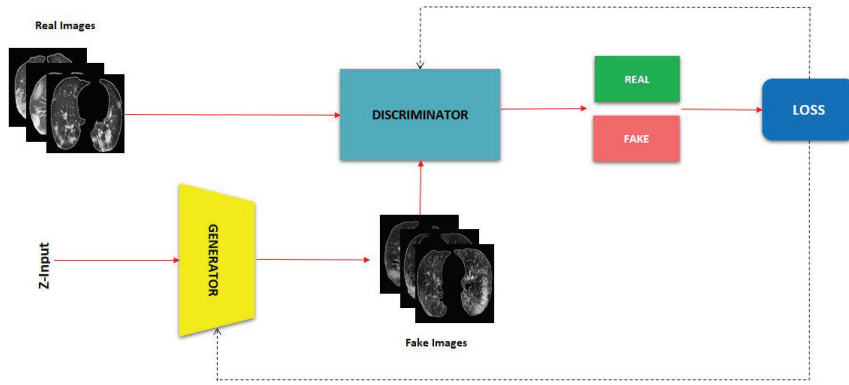 Real Images
DISCRIMINATOR
REAL
FAKE
LOSS
Z-Input
GENERATOR
Fake Images